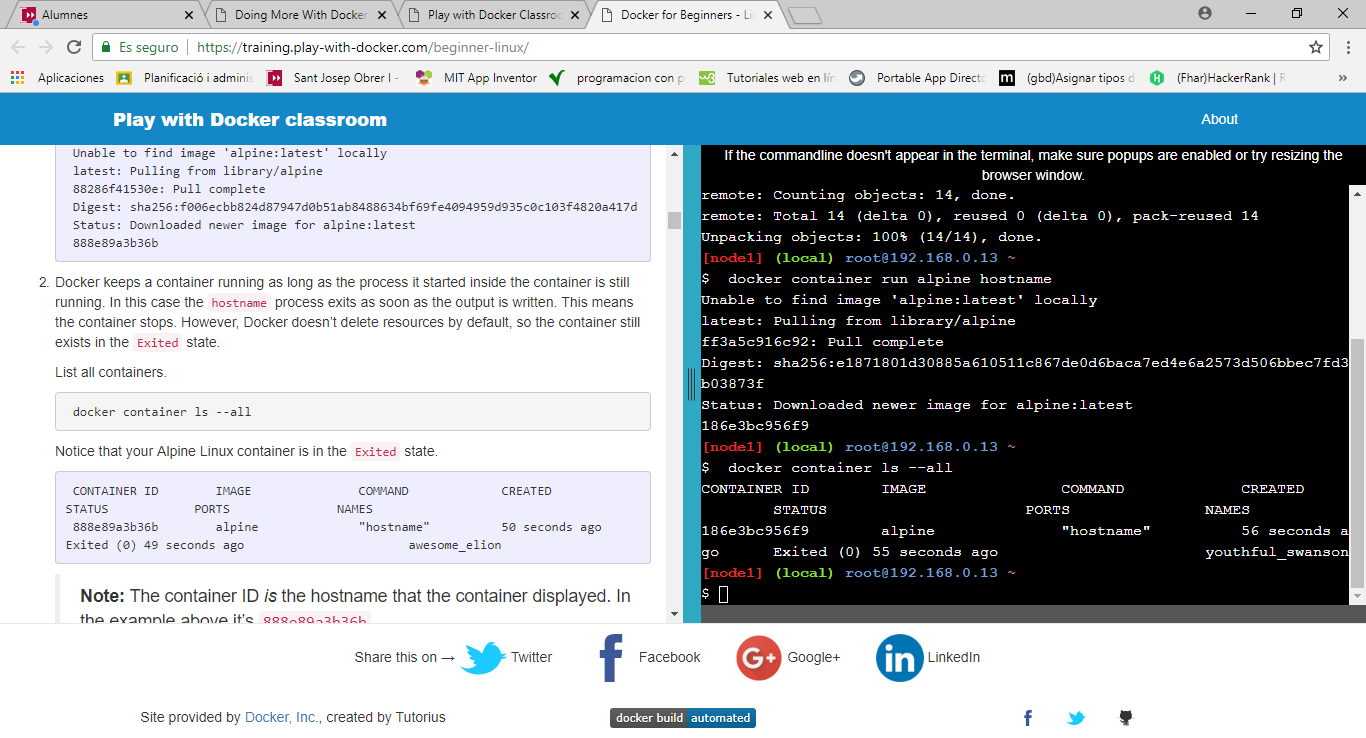 Alumnes
Doing More With Docker
Play with Docker Classroo
Docker for Beginners - Li
Es seguro
https://training.play-with-docker.com/beginner-linux/
Aplicaciones
Planificació i adminis
Sant Josep Obrer I -
MIT App Inventor
programacion con p
w3
Tutoriales web en lín
Portable App Directo
m
(gbd)Asignar tipos d
(Fhar)HackerRank | R
»
Play with Docker classroom
About
Unable to find image 'alpine:latest' locally
latest: Pulling from library/alpine
88286f41530e: Pull complete
Digest: sha256:f006ecbb824d87947d0b51ab8488634bf69fe4094959d935c0c103f4820a417d
Status: Downloaded newer image for alpine:latest
888e89a3b36b
2. Docker keeps a container running as long as the process it started inside the container is still
running. In this case the hostname process exits as soon as the output is written. This means
the container stops. However, Docker doesn't delete resources by default, so the container still
exists in the Exited state.
List all containers.
docker container ls --all
Notice that your Alpine Linux container is in the Exited state.
CONTAINER ID IMAGE COMMAND CREATED
STATUS PORTS NAMES
888e89a3b36b alpine "hostname" 50 seconds ago
Exited (0) 49 seconds ago awesome_elion
Note: The container ID is the hostname that the container displayed. In
the example above it's 888e89a3b36b
If the commandline doesn't appear in the terminal, make sure popups are enabled or try resizing the
browser window.
remote: Counting objects: 14, done.
remote: Total 14 (delta 0), reused 0 (delta 0), pack-reused 14
Unpacking objects: 100% (14/14), done.
[node1] (local) root@192.168.0.13 ~
$ docker container run alpine hostname
Unable to find image 'alpine:latest' locally
latest: Pulling from library/alpine
ff3a5c916c92: Pull complete
Digest: sha256:e1871801d30885a610511c867de0d6baca7ed4e6a2573d506bbec7fd3
b03873f
Status: Downloaded newer image for alpine:latest
186e3bc956f9
[node1] (local) root@192.168.0.13 ~
$ docker container ls --all
CONTAINER ID IMAGE COMMAND CREATED
STATUS PORTS NAMES
186e3bc956f9 alpine "hostname" 56 seconds a
go Exited (0) 55 seconds ago youthful_swanson
[node1] (local) root@192.168.0.13 ~
$
Share this on → Twitter Facebook G+ Google+ in LinkedIn
Site provided by Docker, Inc., created by Tutorius
docker build automated